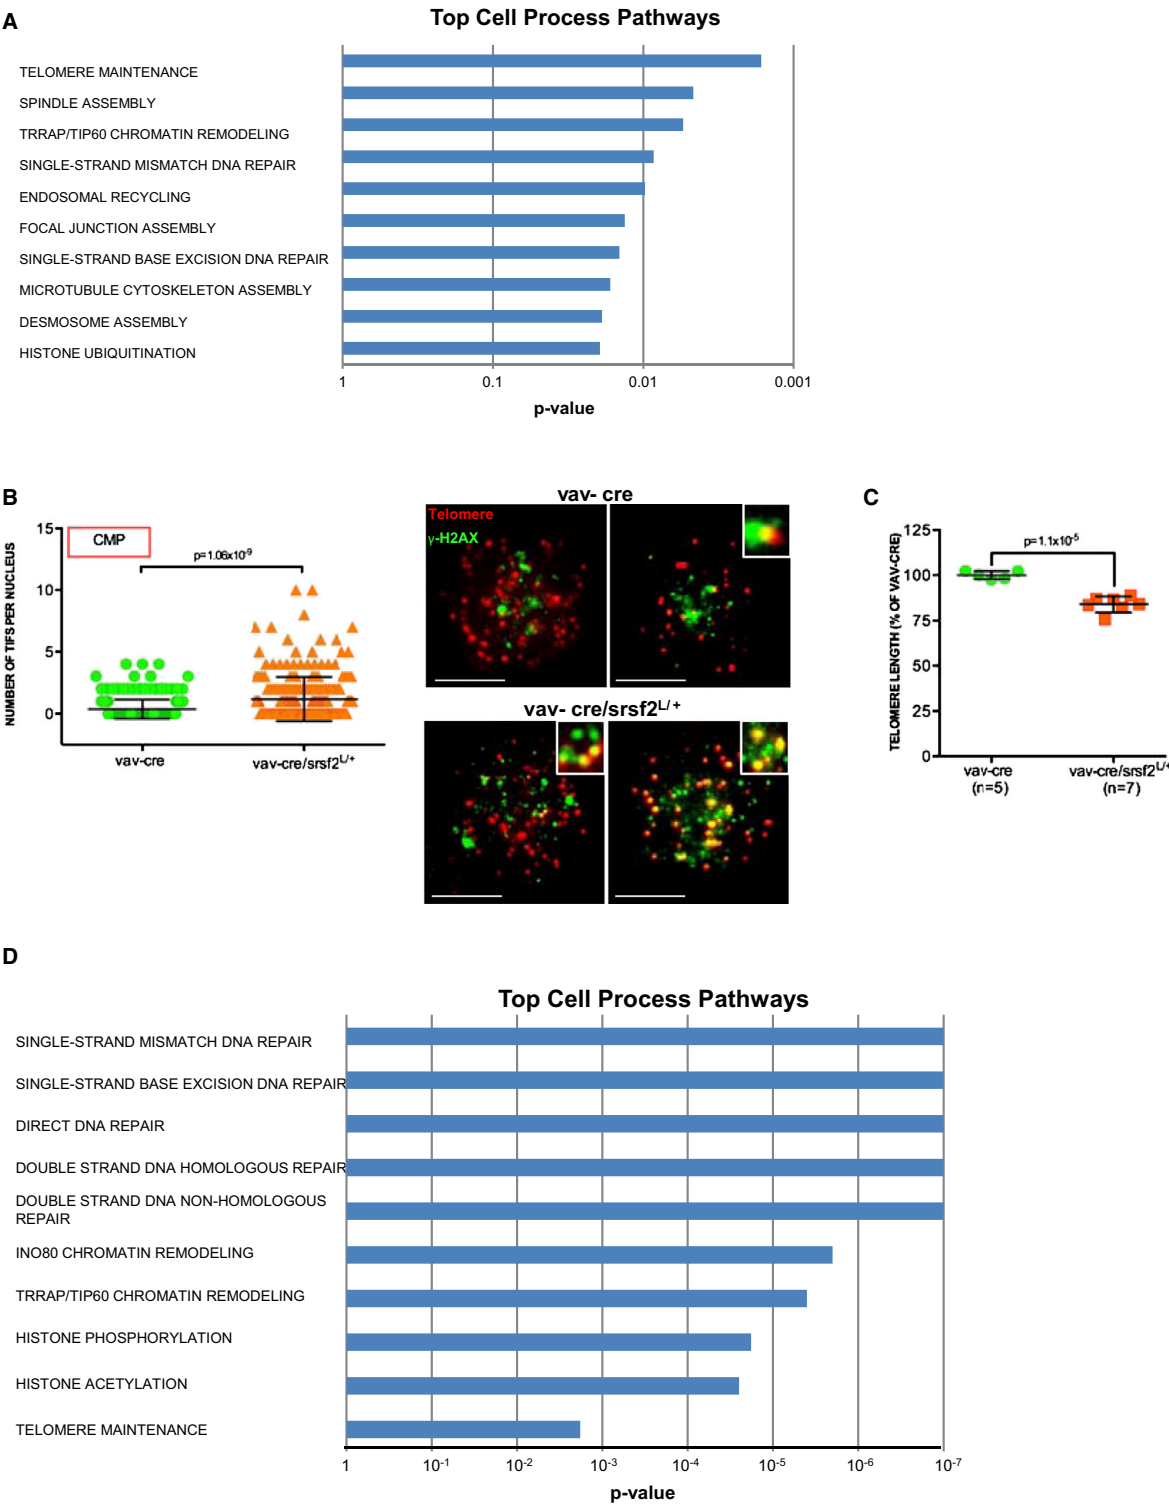 A
Top Cell Process Pathways
TELOMERE MAINTENANCE
SPINDLE ASSEMBLY
TRRAP/TIP60 CHROMATIN REMODELING
SINGLE-STRAND MISMATCH DNA REPAIR
ENDOSOMAL RECYCLING
FOCAL JUNCTION ASSEMBLY
SINGLE-STRAND BASE EXCISION DNA REPAIR
MICROTUBULE CYTOSKELETON ASSEMBLY
DESMOSOME ASSEMBLY
HISTONE UBIQUITINATION
1 0.1 0.01 0.001
p-value
B
NUMBER OF TIFS PER NUCLEUS
15
10
5
0
CMP
p=1.06x10-9
vav-cre vav-cre/srsf2L/+
vav- cre
Telomere
γ-H2AX
vav- cre/srsf2L/+
C
TELOMERE LENGTH (% OF VAV-CRE)
125
100
75
50
25
0
p=1.1x10-5
vav-cre vav-cre/srsf2L/+
(n=5) (n=7)
D
Top Cell Process Pathways
SINGLE-STRAND MISMATCH DNA REPAIR
SINGLE-STRAND BASE EXCISION DNA REPAIR
DIRECT DNA REPAIR
DOUBLE STRAND DNA HOMOLOGOUS REPAIR
DOUBLE STRAND DNA NON-HOMOLOGOUS
REPAIR
INO80 CHROMATIN REMODELING
TRRAP/TIP60 CHROMATIN REMODELING
HISTONE PHOSPHORYLATION
HISTONE ACETYLATION
TELOMERE MAINTENANCE
1 10-1 10-2 10-3 10-4 10-5 10-6 10-7
p-value